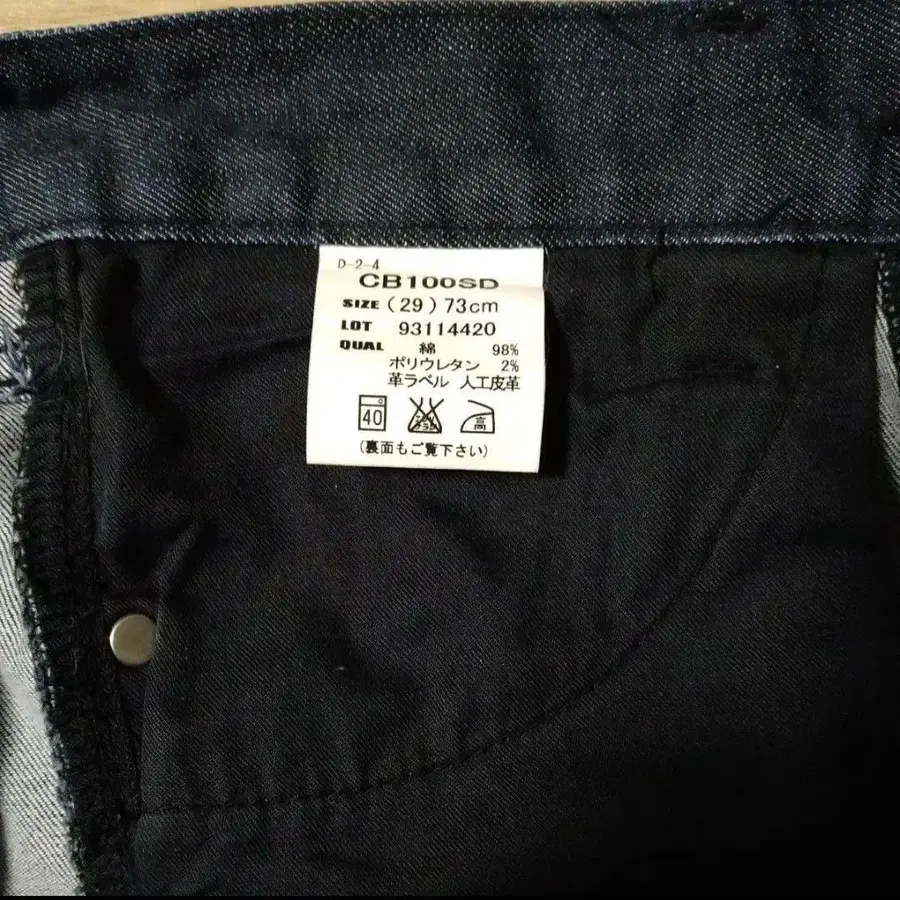 D-2-4
CB100SD
SIZE (29) 73cm
LOT 93114420
QUAL 綿 98%
ポリウレタン 2%
革ラベル 人工皮革
40 高
(裏面もご覧下さい)